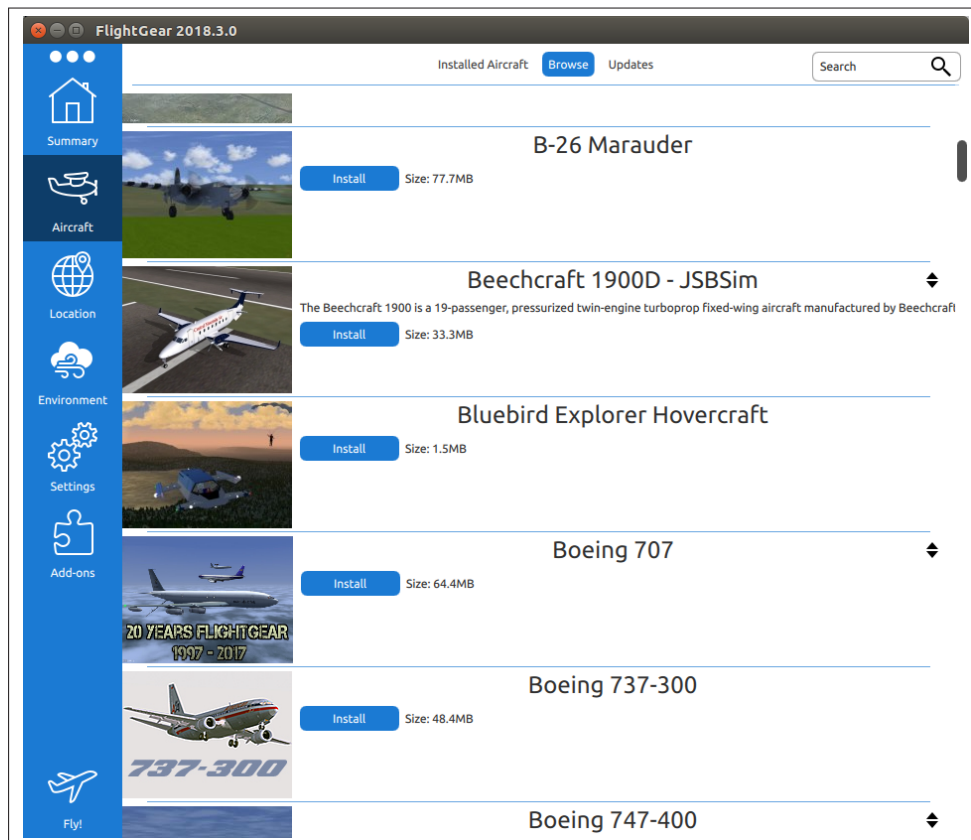 FlightGear 2018.3.0
Installed Aircraft Browse Updates
Search
Summary
Aircraft
Location
Environment
Settings
Add-ons
Fly!
B-26 Marauder
Install Size: 77.7MB
Beechcraft 1900D - JSBSim
The Beechcraft 1900 is a 19-passenger, pressurized twin-engine turboprop fixed-wing aircraft manufactured by Beechcraft
Install Size: 33.3MB
Bluebird Explorer Hovercraft
Install Size: 1.5MB
Boeing 707
Install Size: 64.4MB
20 YEARS FLIGHTGEAR
1997 - 2017
Boeing 737-300
Install Size: 48.4MB
737-300
Boeing 747-400